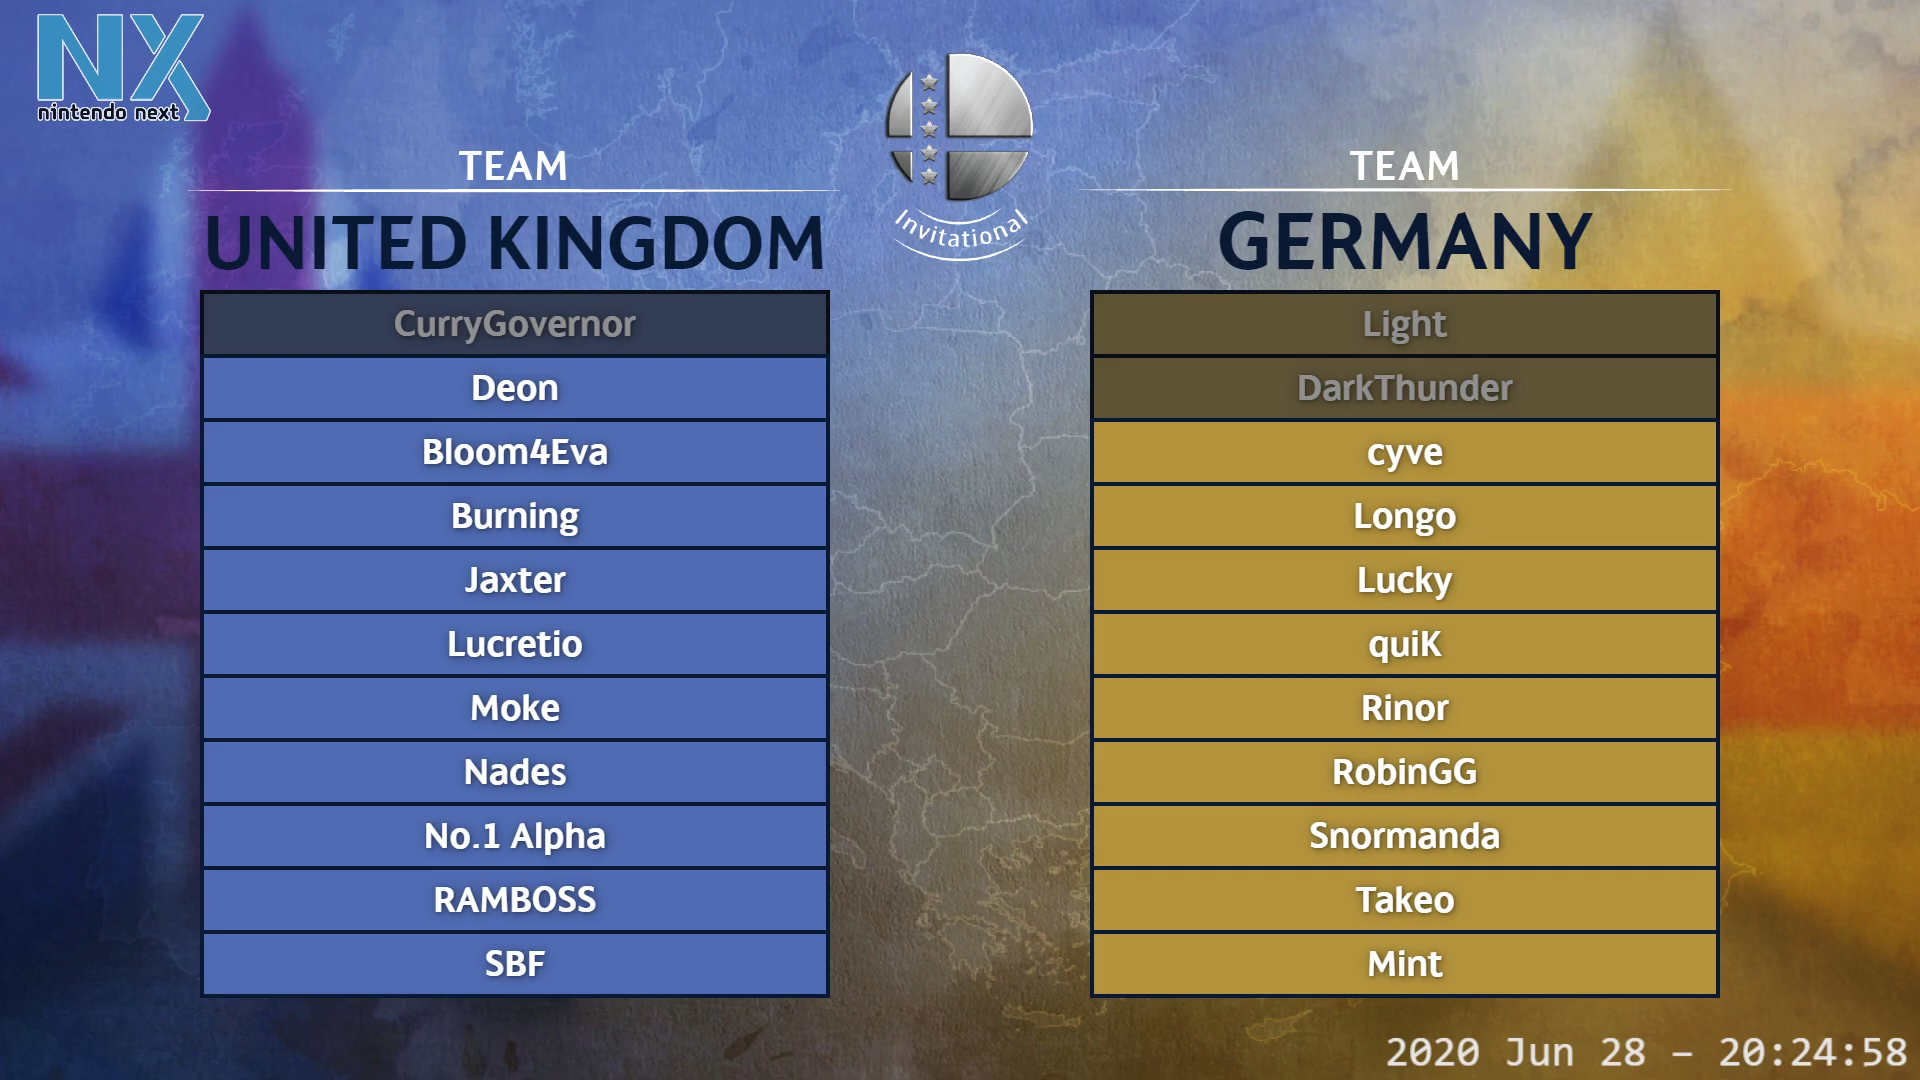 NX
nintendo next
Invitational
TEAM
UNITED KINGDOM
CurryGovernor
Deon
Bloom4Eva
Burning
Jaxter
Lucretio
Moke
Nades
No.1 Alpha
RAMBOSS
SBF
TEAM
GERMANY
Light
DarkThunder
cyve
Longo
Lucky
quiK
Rinor
RobinGG
Snormanda
Takeo
Mint
2020 Jun 28 – 20:24:58